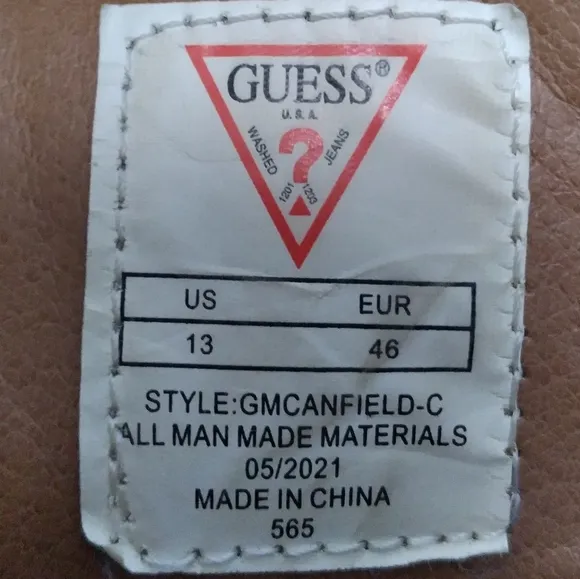 GUESS®
U.S.A.
WASHED ? JEANS
1201 1203
US EUR
13 46
STYLE:GMCANFIELD-C
ALL MAN MADE MATERIALS
05/2021
MADE IN CHINA
565